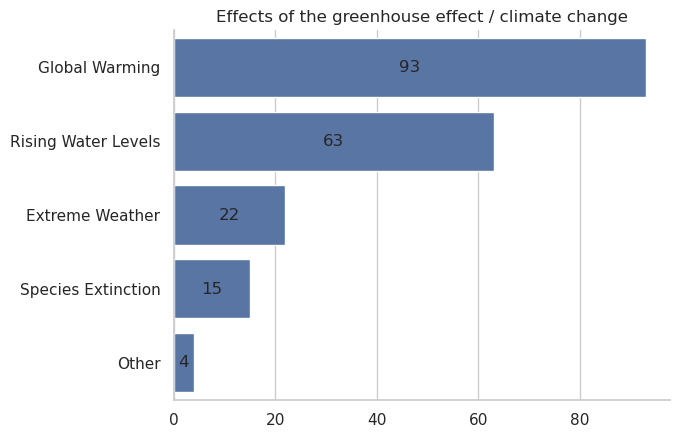 Effects of the greenhouse effect / climate change
Global Warming 93
Rising Water Levels 63
Extreme Weather 22
Species Extinction 15
Other 4
0 20 40 60 80